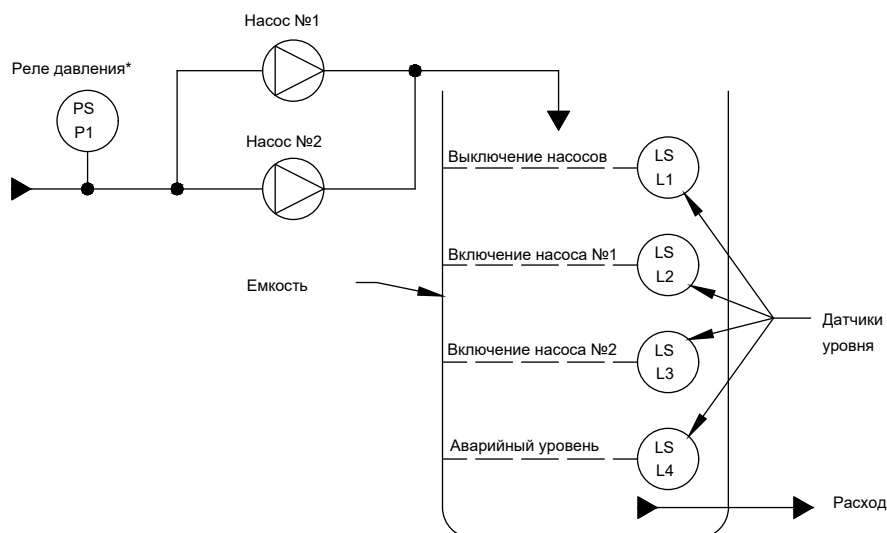 Насос №1
Реле давления*
PS
P1
Насос №2
Выключение насосов
LS
L1
Включение насоса №1
LS
L2
Емкость
Датчики
уровня
Включение насоса №2
LS
L3
Аварийный уровень
LS
L4
Расход